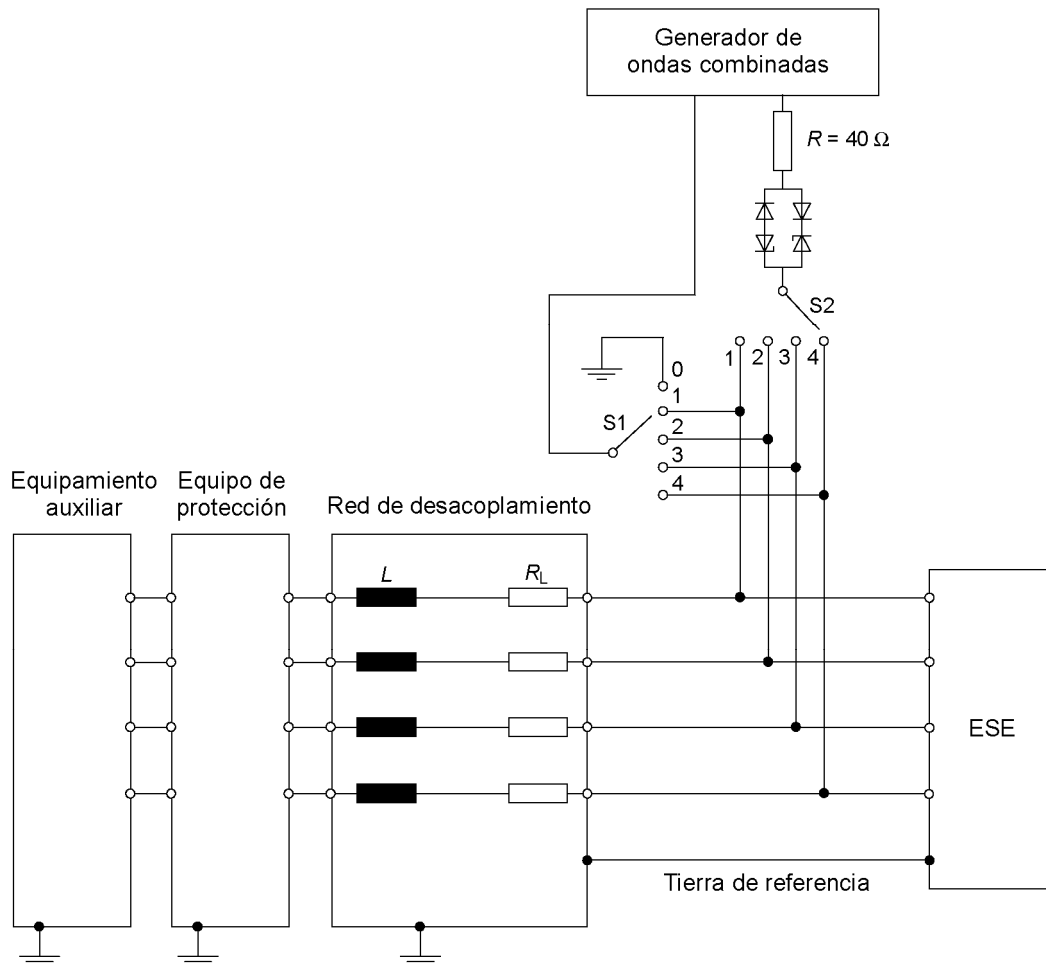 Generador de
ondas combinadas
R = 40 Ω
S2
1 2 3 4
0
1
S1
2
3
4
Equipamiento
auxiliar
Equipo de
protección
Red de desacoplamiento
L
RL
ESE
Tierra de referencia